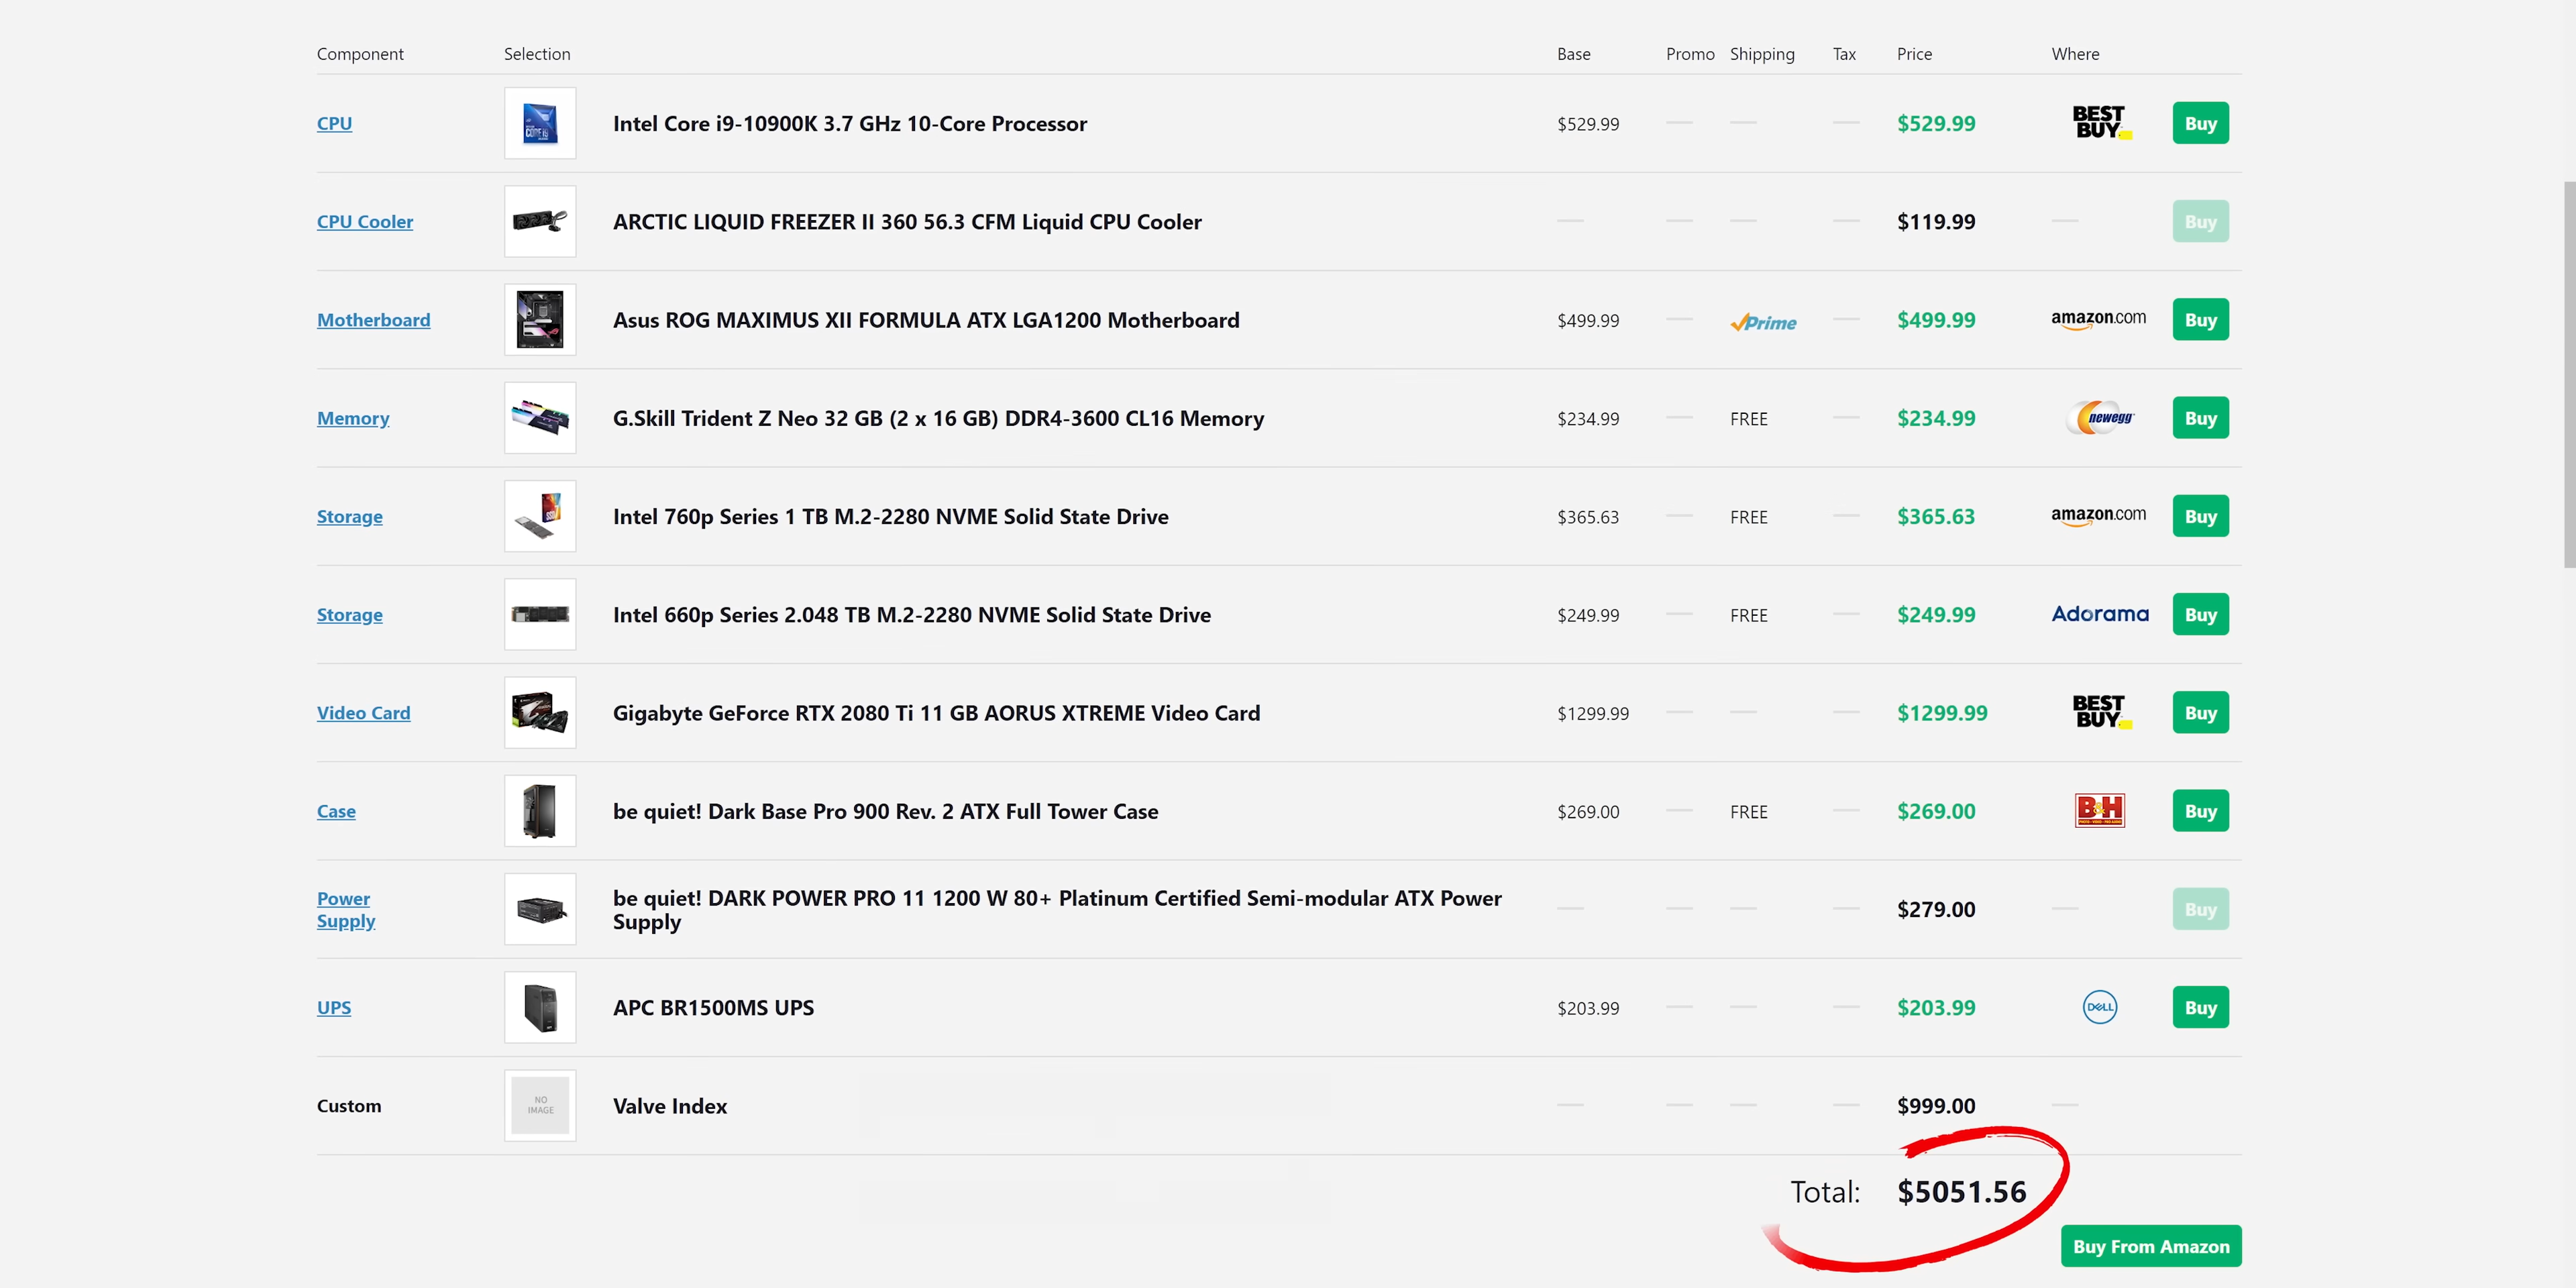 Component Selection Base Promo Shipping Tax Price Where
CPU Intel Core i9-10900K 3.7 GHz 10-Core Processor $529.99 — — — $529.99 BEST BUY Buy
CPU Cooler ARCTIC LIQUID FREEZER II 360 56.3 CFM Liquid CPU Cooler — — — — $119.99 — Buy
Motherboard Asus ROG MAXIMUS XII FORMULA ATX LGA1200 Motherboard $499.99 — Prime — $499.99 amazon.com Buy
Memory G.Skill Trident Z Neo 32 GB (2 x 16 GB) DDR4-3600 CL16 Memory $234.99 — FREE — $234.99 newegg Buy
Storage Intel 760p Series 1 TB M.2-2280 NVME Solid State Drive $365.63 — FREE — $365.63 amazon.com Buy
Storage Intel 660p Series 2.048 TB M.2-2280 NVME Solid State Drive $249.99 — FREE — $249.99 Adorama Buy
Video Card Gigabyte GeForce RTX 2080 Ti 11 GB AORUS XTREME Video Card $1299.99 — — — $1299.99 BEST BUY Buy
Case be quiet! Dark Base Pro 900 Rev. 2 ATX Full Tower Case $269.00 — FREE — $269.00 B&H Buy
Power Supply be quiet! DARK POWER PRO 11 1200 W 80+ Platinum Certified Semi-modular ATX Power Supply — — — — $279.00 — Buy
UPS APC BR1500MS UPS $203.99 — — — $203.99 DELL Buy
Custom NO IMAGE Valve Index — — — — $999.00 —
Total: $5051.56
Buy From Amazon